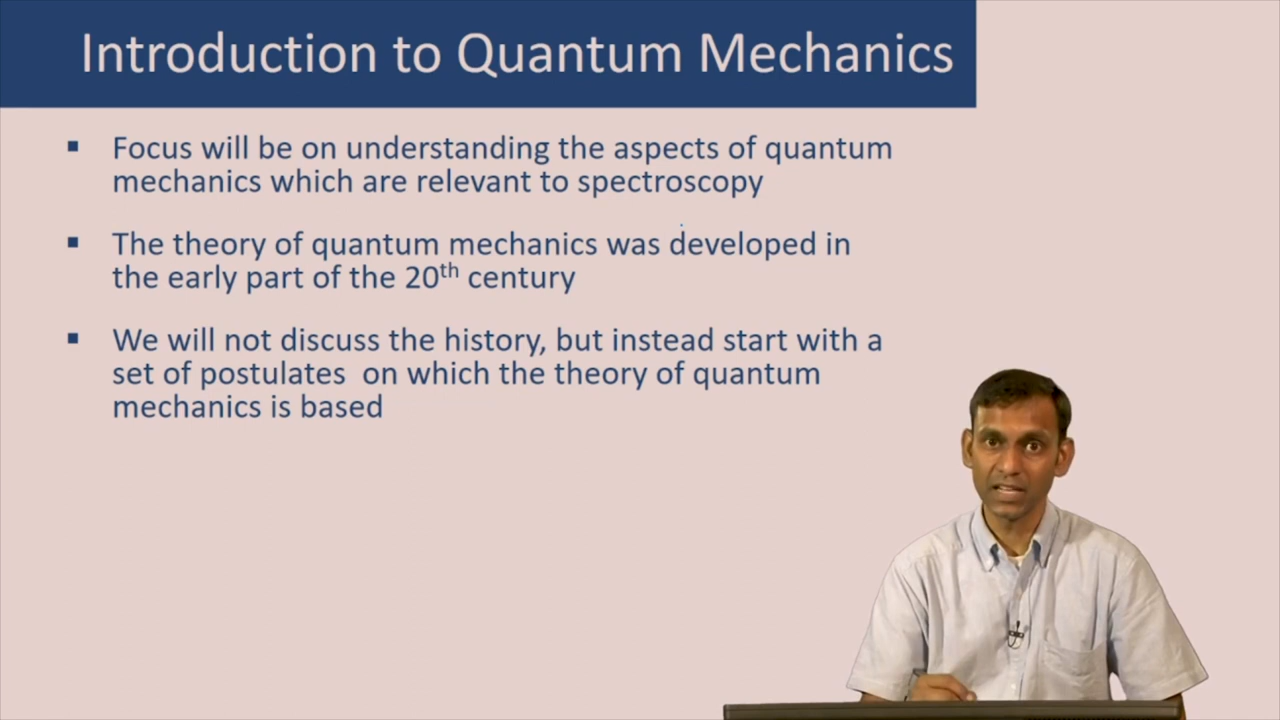 Introduction to Quantum Mechanics
▪ Focus will be on understanding the aspects of quantum
mechanics which are relevant to spectroscopy
▪ The theory of quantum mechanics was developed in
the early part of the 20th century
▪ We will not discuss the history, but instead start with a
set of postulates  on which the theory of quantum
mechanics is based